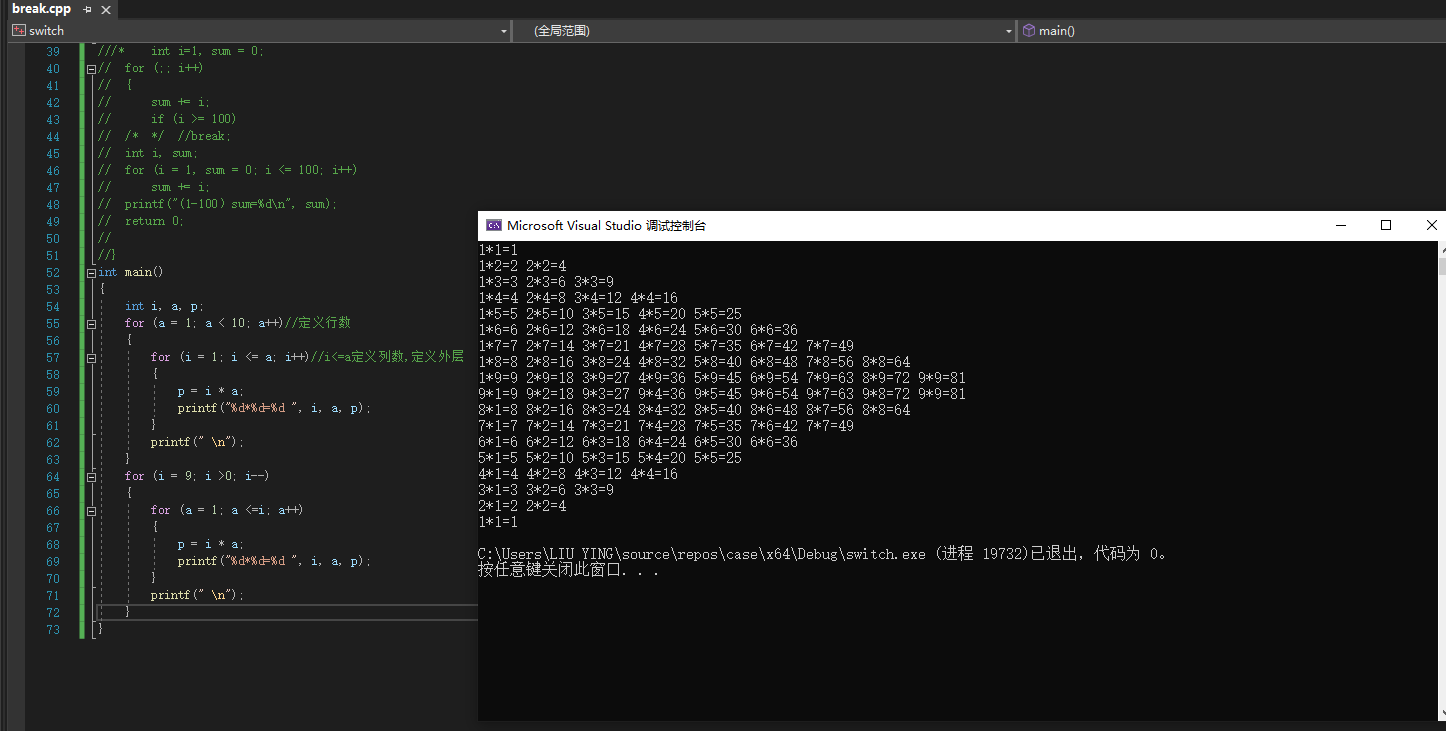 break.cpp
switch (全局范围) main()
39 ///* int i=1, sum = 0;
40 // for (;; i++)
41 // {
42 // sum += i;
43 // if (i >= 100)
44 // /* */ //break;
45 // int i, sum;
46 // for (i = 1, sum = 0; i <= 100; i++)
47 // sum += i;
48 // printf("(1-100) sum=%d\n", sum);
49 // return 0;
50 //
51 //}
52 int main()
53 {
54 int i, a, p;
55 for (a = 1; a < 10; a++)//定义行数
56 {
57 for (i = 1; i <= a; i++)//i<=a定义列数,定义外层
58 {
59 p = i * a;
60 printf("%d*%d=%d ", i, a, p);
61 }
62 printf(" \n");
63 }
64 for (i = 9; i >0; i--)
65 {
66 for (a = 1; a <=i; a++)
67 {
68 p = i * a;
69 printf("%d*%d=%d ", i, a, p);
70 }
71 printf(" \n");
72 }
73 }
Microsoft Visual Studio 调试控制台
1*1=1
1*2=2 2*2=4
1*3=3 2*3=6 3*3=9
1*4=4 2*4=8 3*4=12 4*4=16
1*5=5 2*5=10 3*5=15 4*5=20 5*5=25
1*6=6 2*6=12 3*6=18 4*6=24 5*6=30 6*6=36
1*7=7 2*7=14 3*7=21 4*7=28 5*7=35 6*7=42 7*7=49
1*8=8 2*8=16 3*8=24 4*8=32 5*8=40 6*8=48 7*8=56 8*8=64
1*9=9 2*9=18 3*9=27 4*9=36 5*9=45 6*9=54 7*9=63 8*9=72 9*9=81
9*1=9 9*2=18 9*3=27 9*4=36 9*5=45 9*6=54 9*7=63 9*8=72 9*9=81
8*1=8 8*2=16 8*3=24 8*4=32 8*5=40 8*6=48 8*7=56 8*8=64
7*1=7 7*2=14 7*3=21 7*4=28 7*5=35 7*6=42 7*7=49
6*1=6 6*2=12 6*3=18 6*4=24 6*5=30 6*6=36
5*1=5 5*2=10 5*3=15 5*4=20 5*5=25
4*1=4 4*2=8 4*3=12 4*4=16
3*1=3 3*2=6 3*3=9
2*1=2 2*2=4
1*1=1
C:\Users\LIU YING\source\repos\case\x64\Debug\switch.exe (进程 19732)已退出，代码为 0。
按任意键关闭此窗口. . .